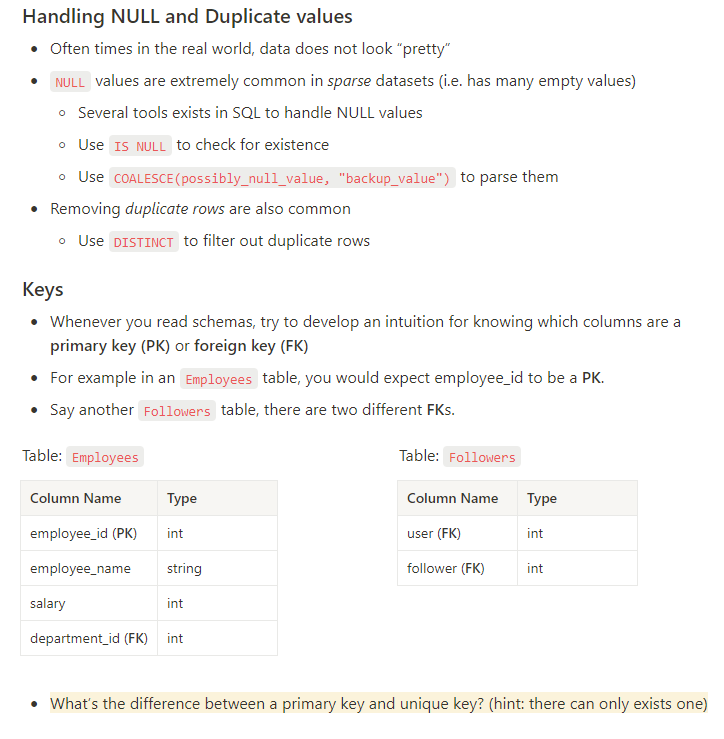 Handling NULL and Duplicate values
• Often times in the real world, data does not look “pretty”
• NULL values are extremely common in sparse datasets (i.e. has many empty values)
◦ Several tools exists in SQL to handle NULL values
◦ Use IS NULL to check for existence
◦ Use COALESCE(possibly_null_value, "backup_value") to parse them
• Removing duplicate rows are also common
◦ Use DISTINCT to filter out duplicate rows
Keys
• Whenever you read schemas, try to develop an intuition for knowing which columns are a
primary key (PK) or foreign key (FK)
• For example in an Employees table, you would expect employee_id to be a PK.
• Say another Followers table, there are two different FKs.
Table: Employees
Column Name Type
employee_id (PK) int
employee_name string
salary int
department_id (FK) int
Table: Followers
Column Name Type
user (FK) int
follower (FK) int
• What’s the difference between a primary key and unique key? (hint: there can only exists one)